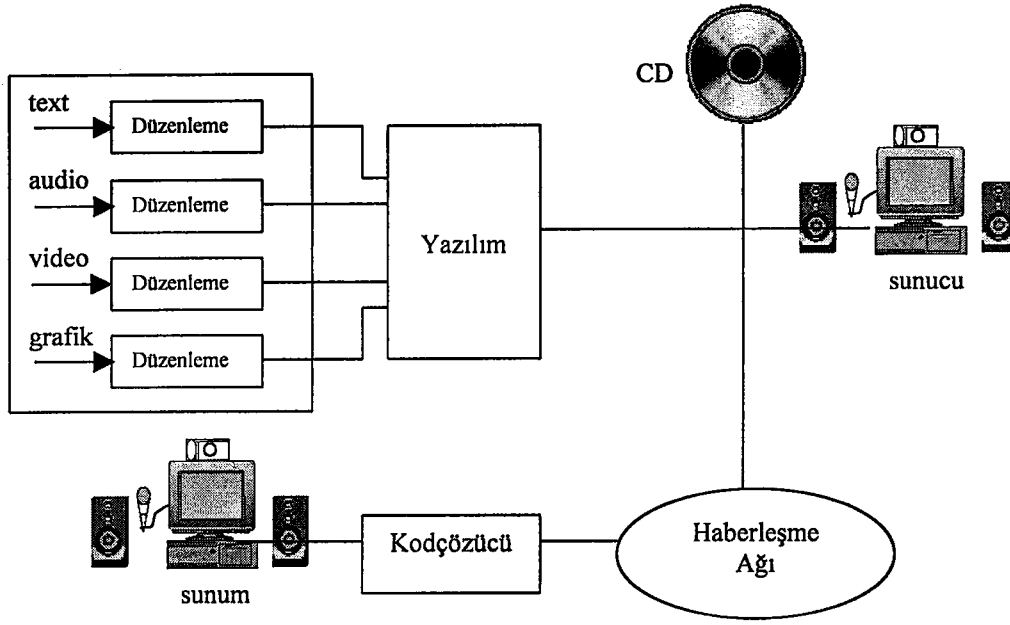 CD
text
Düzenleme
audio
Düzenleme
video
Düzenleme
grafik
Düzenleme
Yazılım
sunucu
sunum
Kodçözücü
Haberleşme
Ağı